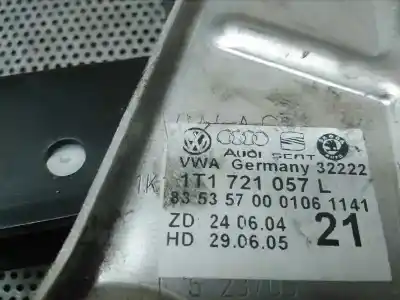 Audi SEAT
VWA Germany 32222
1K
1T1 721 057 L
83 53 57 00 0106 1141
ZD 24 06.04
HD 29.06.05
21